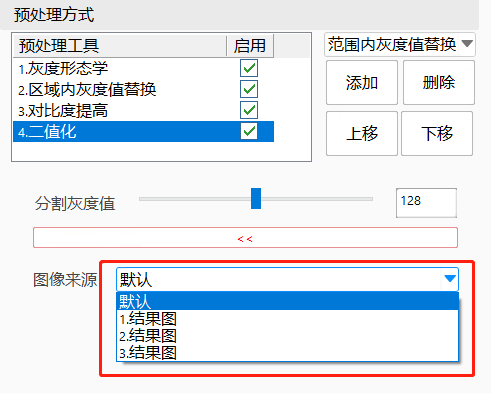 预处理方式
预处理工具 启用 范围内灰度值替换
1.灰度形态学
2.区域内灰度值替换
3.对比度提高
4.二值化
添加 删除
上移 下移
分割灰度值 128
<<
图像来源 默认
默认
1.结果图
2.结果图
3.结果图